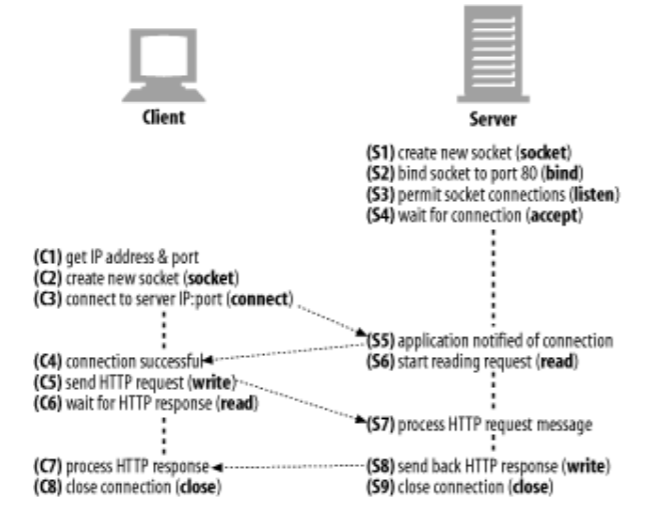 Client
Server
(S1) create new socket (socket)
(S2) bind socket to port 80 (bind)
(S3) permit socket connections (listen)
(S4) wait for connection (accept)
(C1) get IP address & port
(C2) create new socket (socket)
(C3) connect to server IP:port (connect)
(S5) application notified of connection
(C4) connection successful
(S6) start reading request (read)
(C5) send HTTP request (write)
(C6) wait for HTTP response (read)
(S7) process HTTP request message
(C7) process HTTP response
(S8) send back HTTP response (write)
(C8) close connection (close)
(S9) close connection (close)